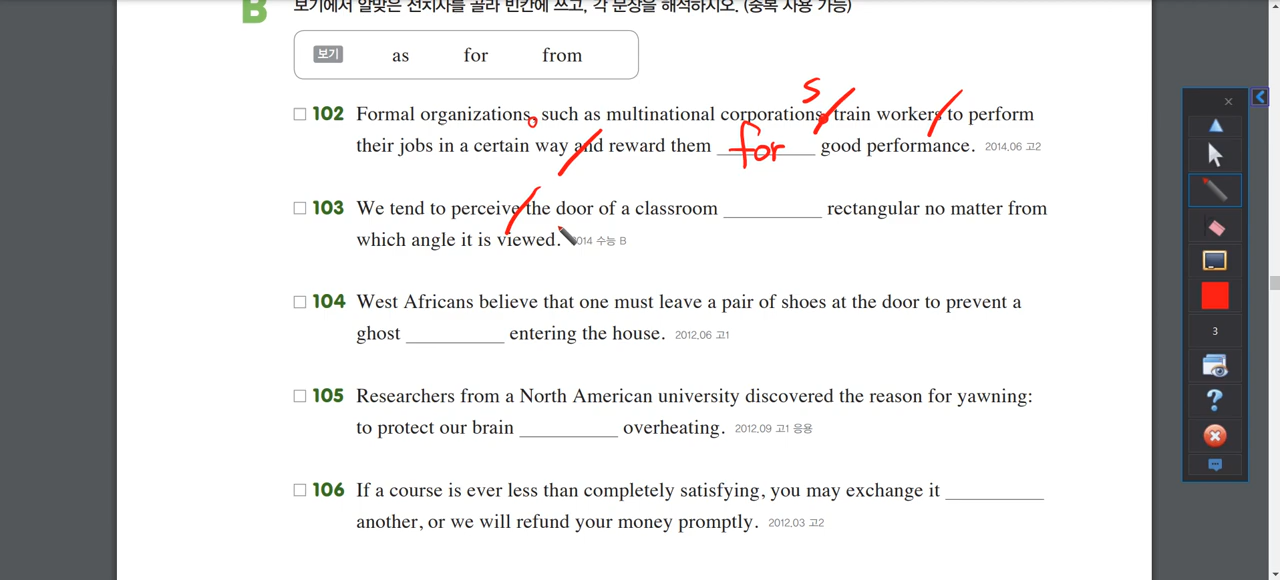 B 보기에서 알맞은 전치사를 골라 빈칸에 쓰고, 각 문장을 해석하시오. (중복 사용 가능)
보기 as for from
S
102 Formal organizations, such as multinational corporations, train workers to perform
their jobs in a certain way and reward them for good performance. 2014.06 고2
103 We tend to perceive the door of a classroom ________ rectangular no matter from
which angle it is viewed. 2014 수능 B
104 West Africans believe that one must leave a pair of shoes at the door to prevent a
ghost ________ entering the house. 2012.06 고1
105 Researchers from a North American university discovered the reason for yawning:
to protect our brain ________ overheating. 2012.09 고1 응용
106 If a course is ever less than completely satisfying, you may exchange it ________
another, or we will refund your money promptly. 2012.03 고2
3